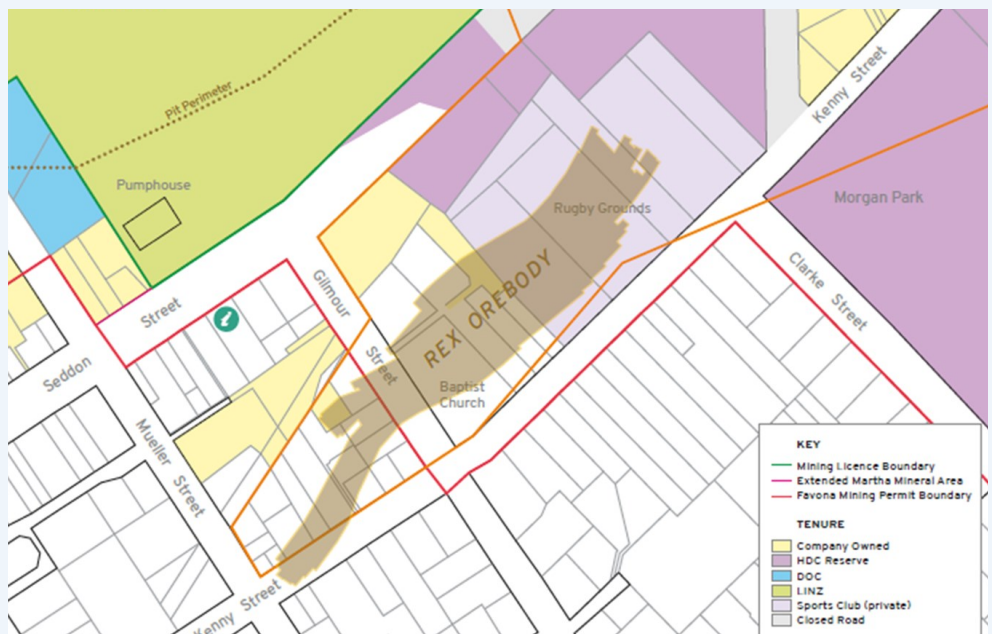 Pit Perimeter
Kenny Street
Pumphouse
Morgan Park
Rugby Grounds
Gilmour
Street
Clarke
Street
REX OREBODY
Street
Seddon
Baptist
Church
Mueller
Street
Kenny Street
KEY
Mining Licence Boundary
Extended Martha Mineral Area
Favona Mining Permit Boundary
TENURE
Company Owned
HDC Reserve
DOC
LINZ
Sports Club (private)
Closed Road